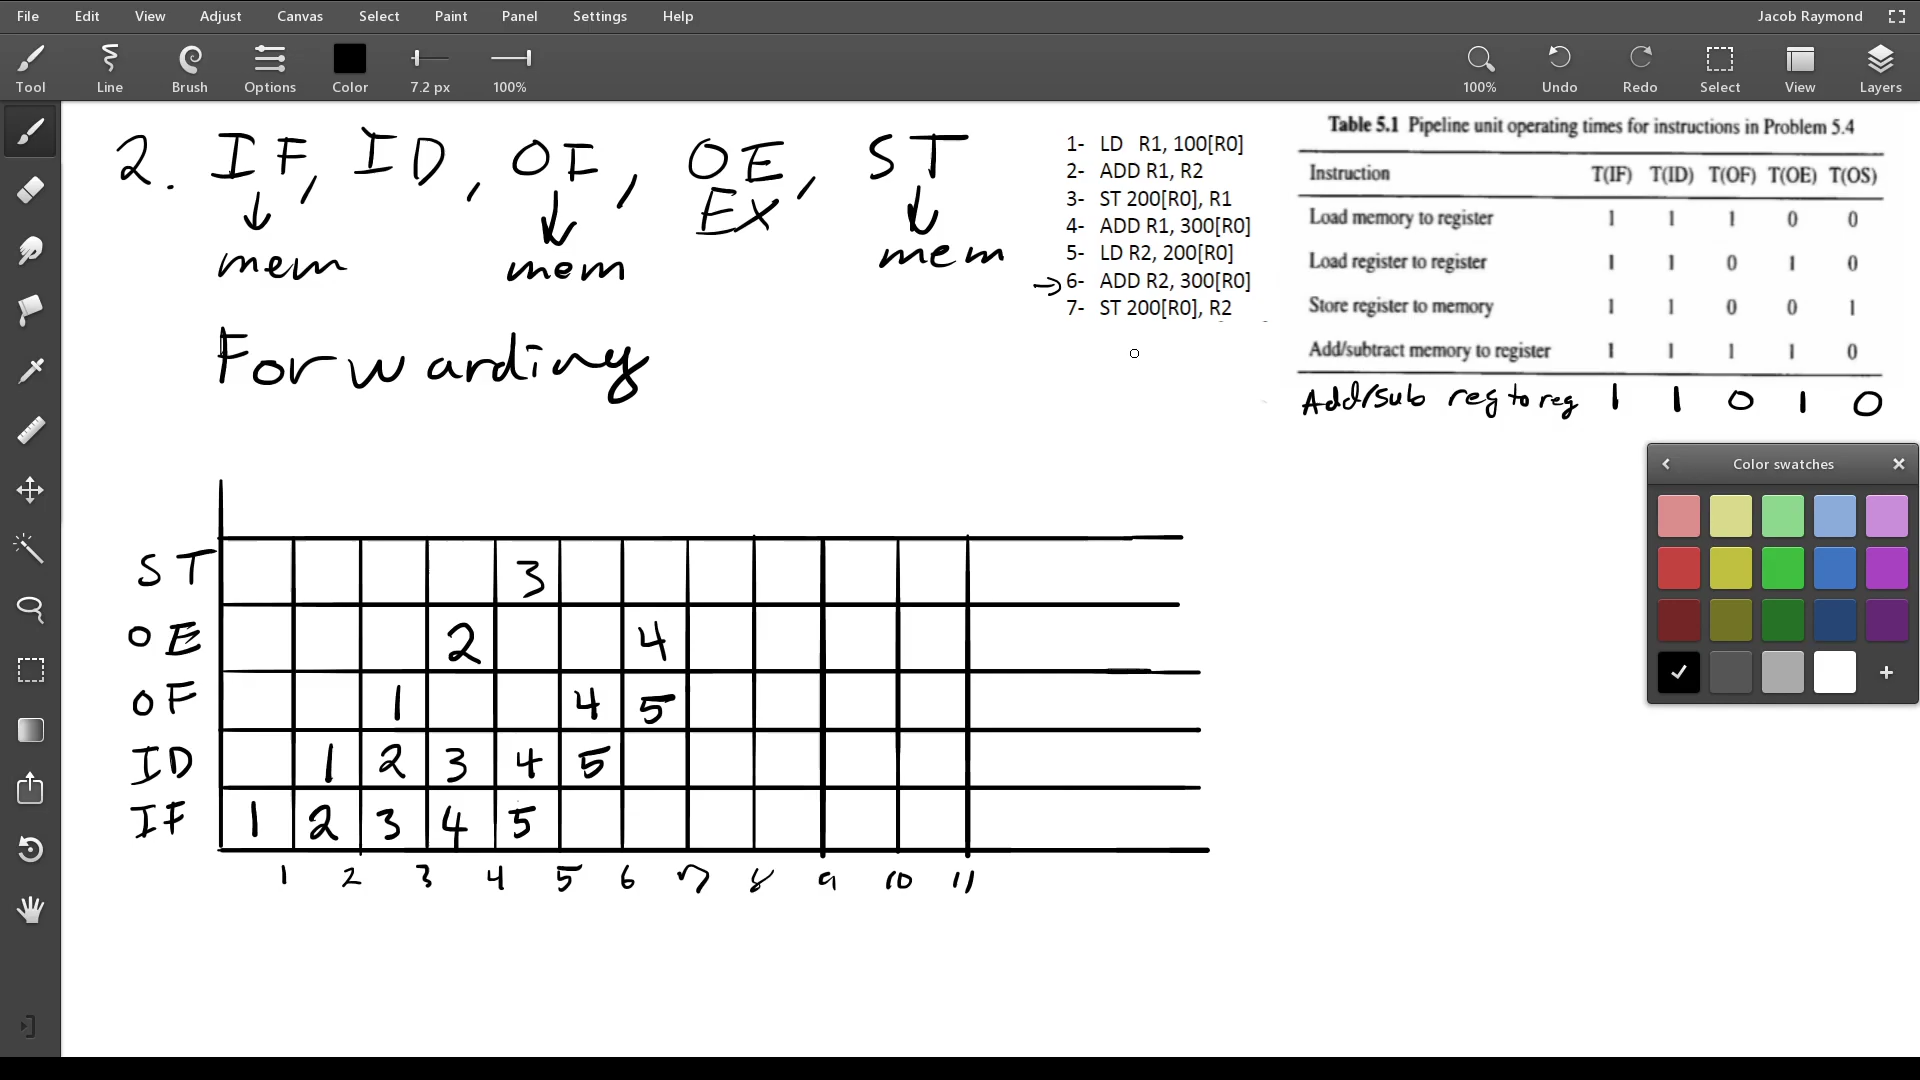 File Edit View Adjust Canvas Select Paint Panel Settings Help Jacob Raymond
Tool Line Brush Options Color 7.2 px 100% 100% Undo Redo Select View Layers
2. IF, ID, OF, OE, ST
EX
mem mem mem
Forwarding
1- LD R1, 100[R0]
2- ADD R1, R2
3- ST 200[R0], R1
4- ADD R1, 300[R0]
5- LD R2, 200[R0]
6- ADD R2, 300[R0]
7- ST 200[R0], R2
Table 5.1 Pipeline unit operating times for instructions in Problem 5.4
Instruction T(IF) T(ID) T(OF) T(OE) T(OS)
Load memory to register 1 1 1 0 0
Load register to register 1 1 0 1 0
Store register to memory 1 1 0 0 1
Add/subtract memory to register 1 1 1 1 0
Add/sub reg to reg 1 1 0 1 0
Color swatches
ST 3
OE 2 4
OF 1 4 5
ID 1 2 3 4 5
IF 1 2 3 4 5
1 2 3 4 5 6 7 8 9 10 11